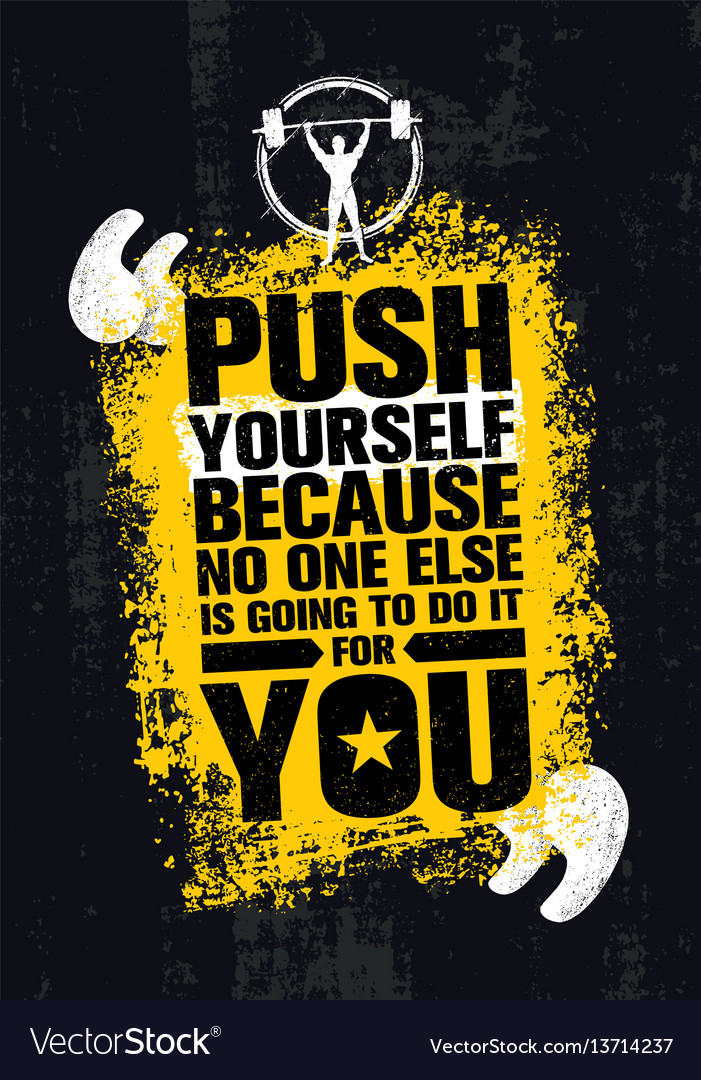 PUSH
YOURSELF
BECAUSE
NO ONE ELSE
IS GOING TO DO IT
FOR
YOU
VectorStock®
VectorStock.com/13714237